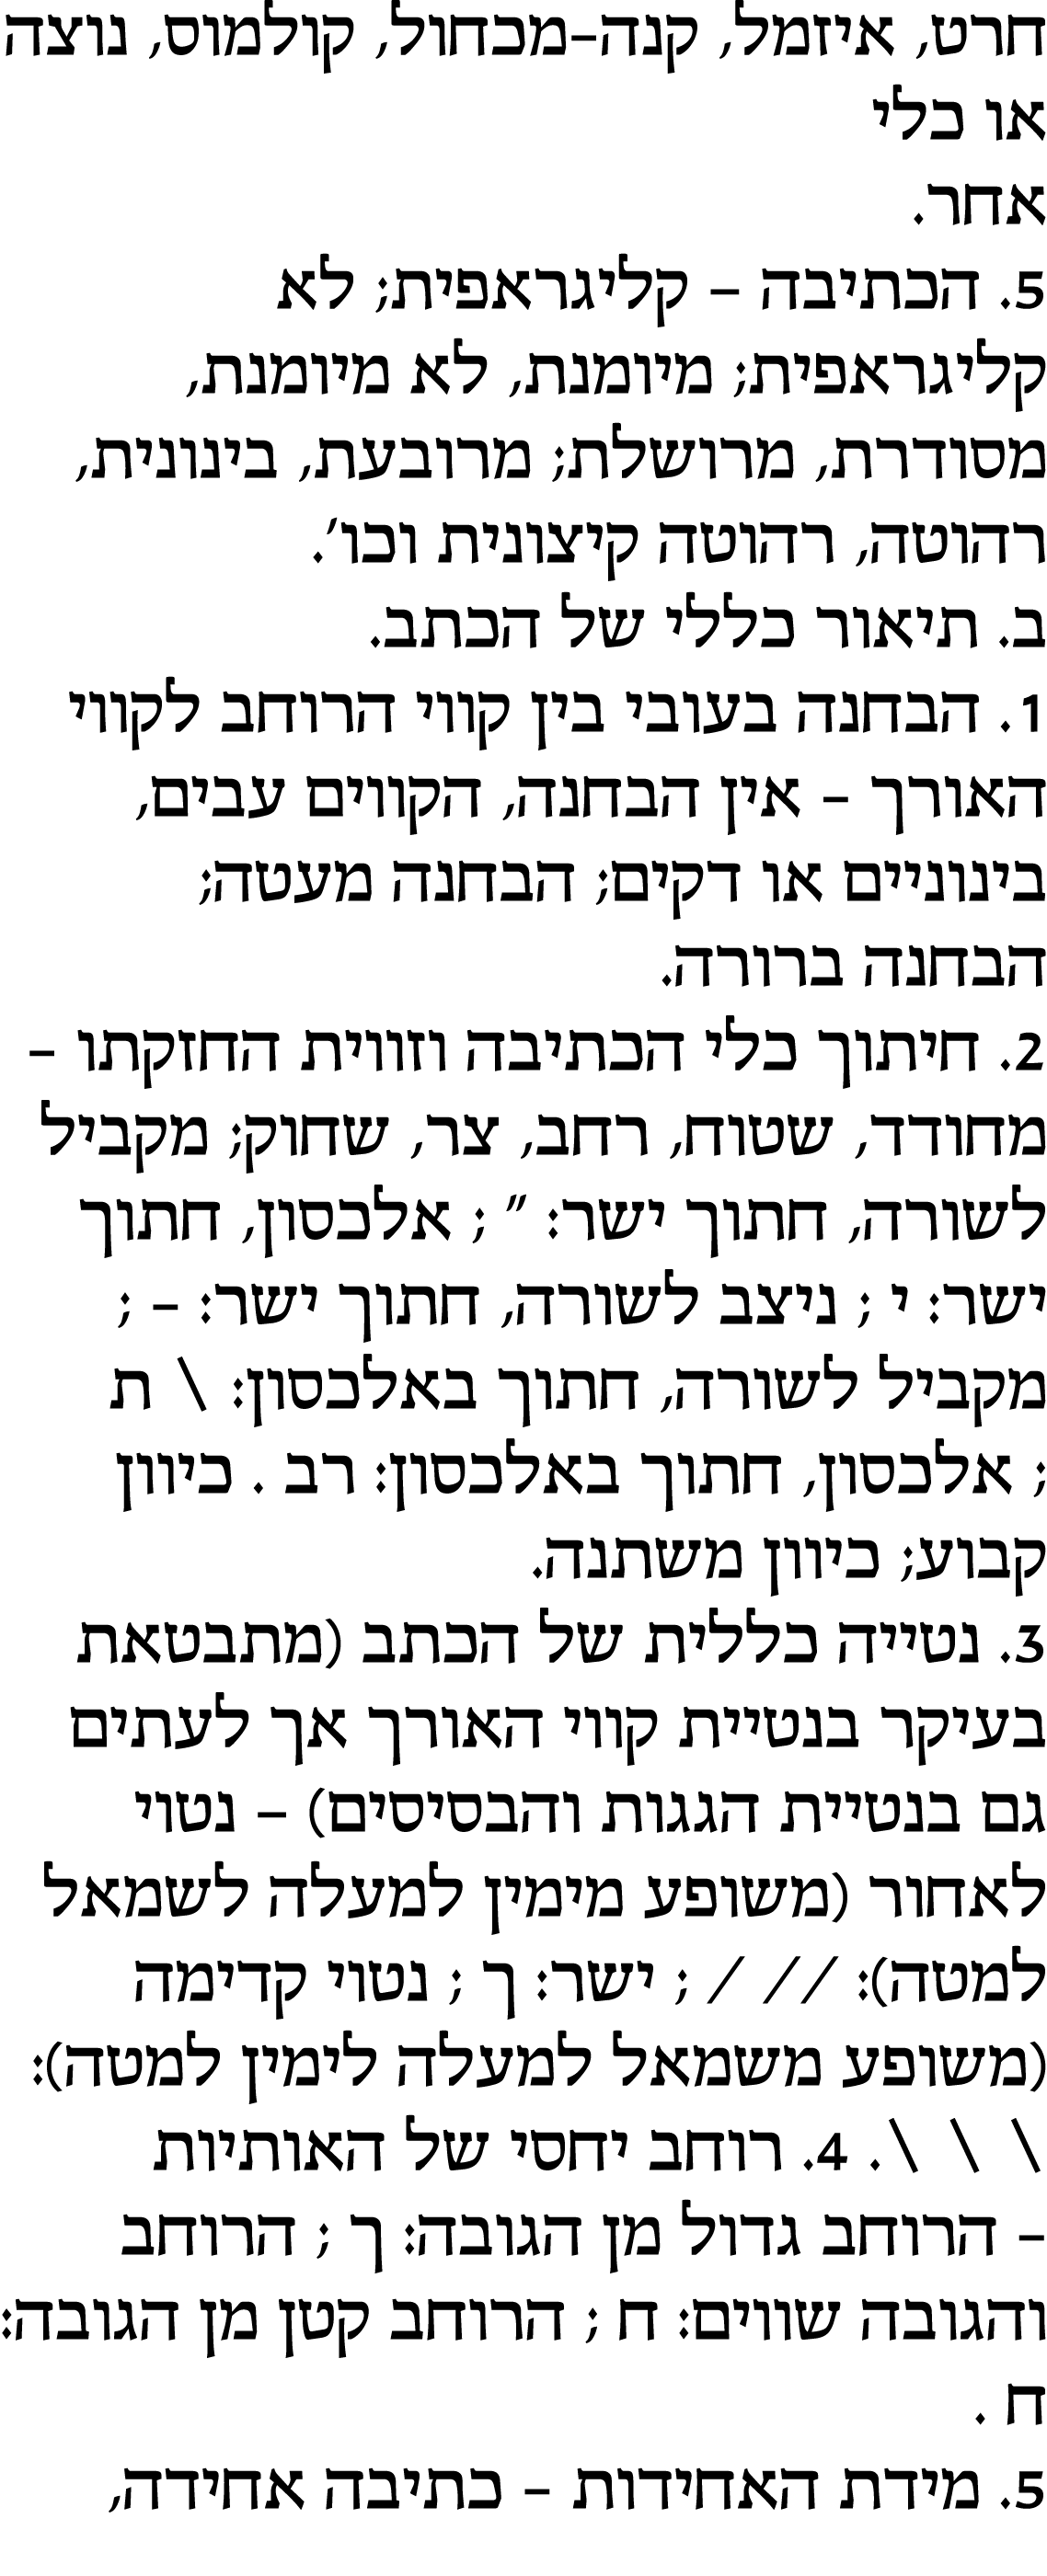 חרט, איזמל, קנה-מכחול, קולמוס, נוצה
או כלי
אחר.
5. הכתיבה – קליגראפית; לא
קליגראפית; מיומנת, לא מיומנת,
מסודרת, מרושלת; מרובעת, בינונית,
רהוטה, רהוטה קיצונית וכו'.
ב. תיאור כללי של הכתב.
1. הבחנה בעובי בין קווי הרוחב לקווי
האורך – אין הבחנה, הקווים עבים,
בינוניים או דקים; הבחנה מעטה;
הבחנה ברורה.
2. חיתוך כלי הכתיבה וזווית החזקתו –
מחודד, שטוח, רחב, צר, שחוק; מקביל
לשורה, חתוך ישר: " ; אלכסון, חתוך
ישר: י ; ניצב לשורה, חתוך ישר: – ;
מקביל לשורה, חתוך באלכסון: \ ת
; אלכסון, חתוך באלכסון: רב . כיוון
קבוע; כיוון משתנה.
3. נטייה כללית של הכתב (מתבטאת
בעיקר בנטיית קווי האורך אך לעתים
גם בנטיית הגגות והבסיסים) – נטוי
לאחור (משופע מימין למעלה לשמאל
למטה): // / ; ישר: ך ; נטוי קדימה
(משופע משמאל למעלה לימין למטה):
\ \ \. 4. רוחב יחסי של האותיות
– הרוחב גדול מן הגובה: ך ; הרוחב
והגובה שווים: ח ; הרוחב קטן מן הגובה:
ח .
5. מידת האחידות – כתיבה אחידה,